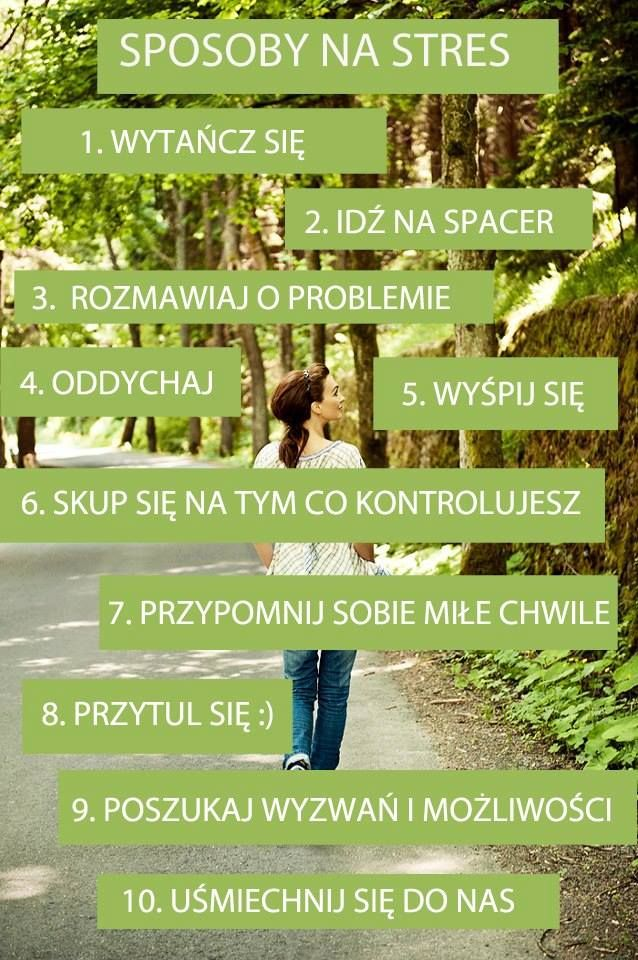 SPOSOBY NA STRES
1. WYTAŃCZ SIĘ
2. IDŹ NA SPACER
3. ROZMAWIAJ O PROBLEMIE
4. ODDYCHAJ
5. WYŚPIJ SIĘ
6. SKUP SIĘ NA TYM CO KONTROLUJESZ
7. PRZYPOMNIJ SOBIE MIŁE CHWILE
8. PRZYTUL SIĘ :)
9. POSZUKAJ WYZWAŃ I MOŻLIWOŚCI
10. UŚMIECHNIJ SIĘ DO NAS